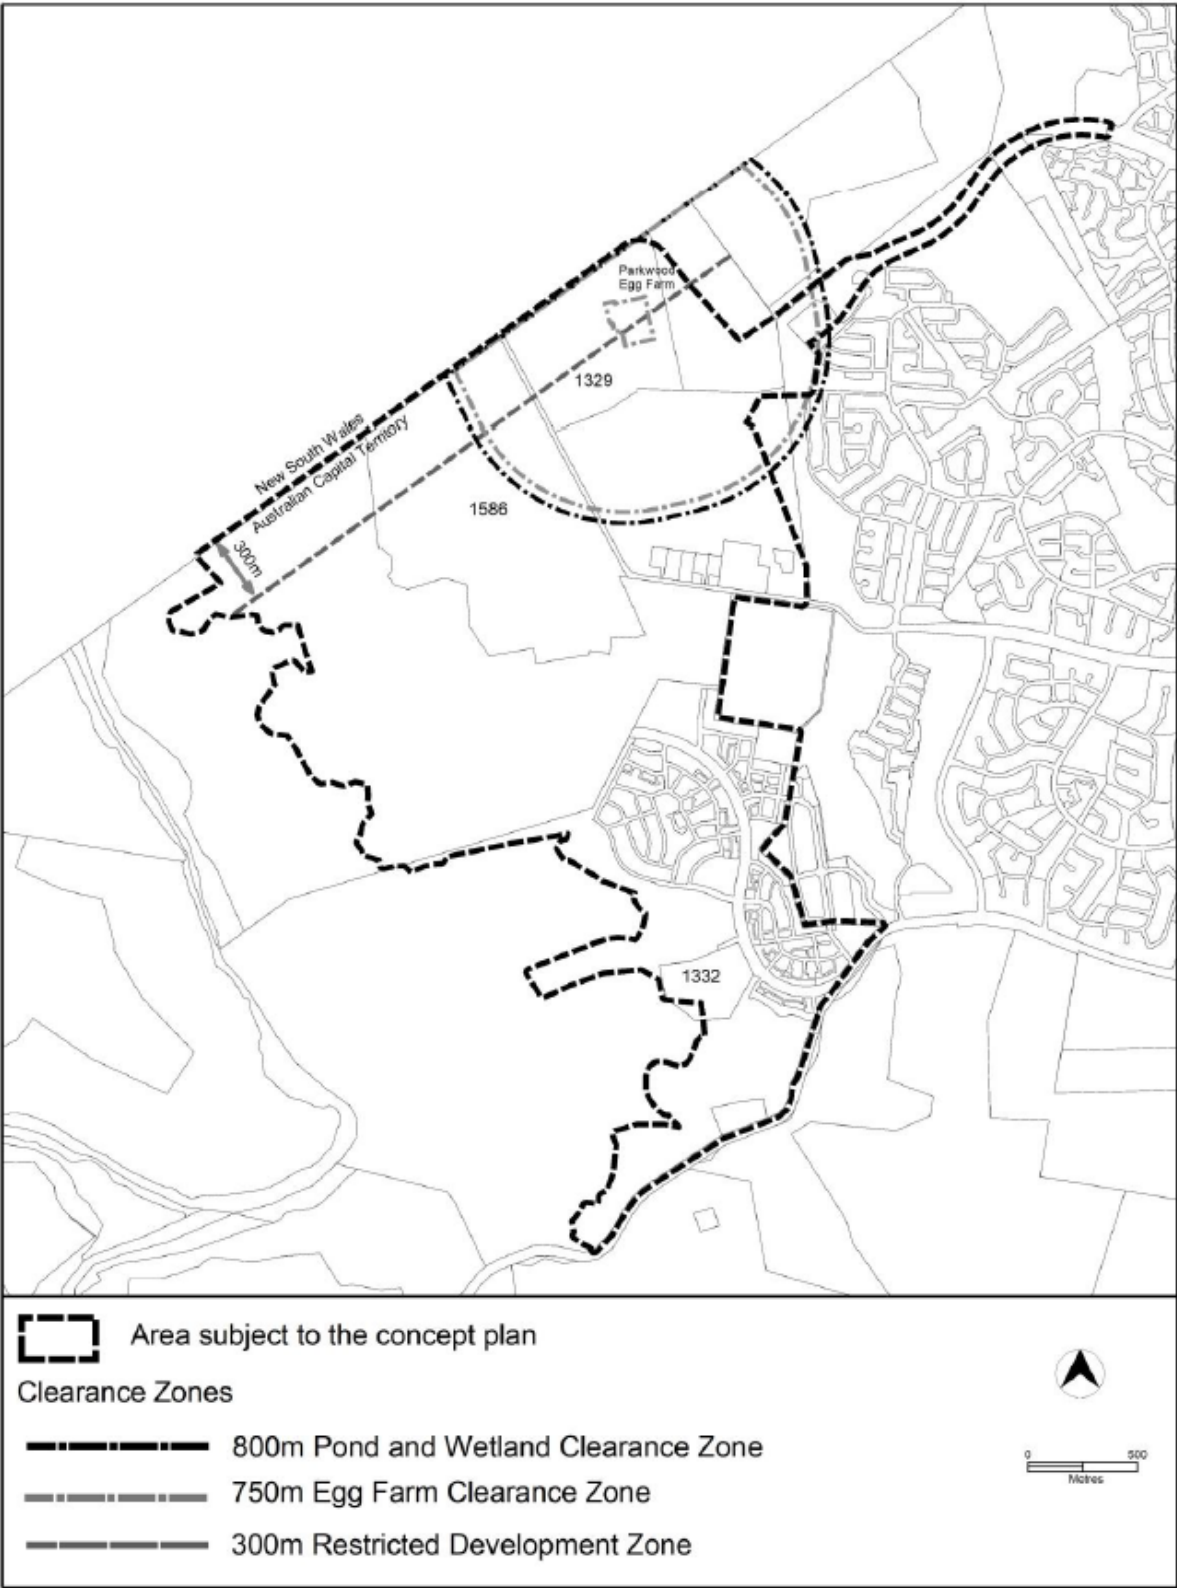 Parkwood
Egg Farm
1329
New South Wales
Australian Capital Territory
1586
300m
1332
Area subject to the concept plan
Clearance Zones
800m Pond and Wetland Clearance Zone
750m Egg Farm Clearance Zone
300m Restricted Development Zone
0 500
Metres